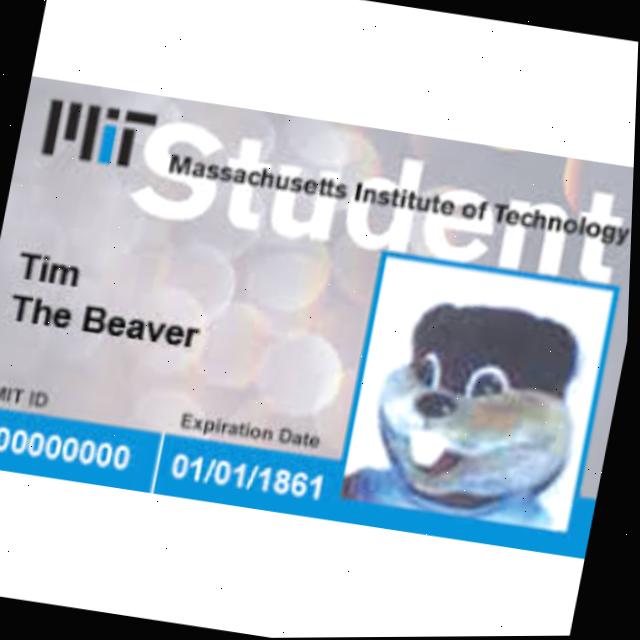 MIT
Student
Massachusetts Institute of Technology
Tim
The Beaver
MIT ID
Expiration Date
00000000
01/01/1861